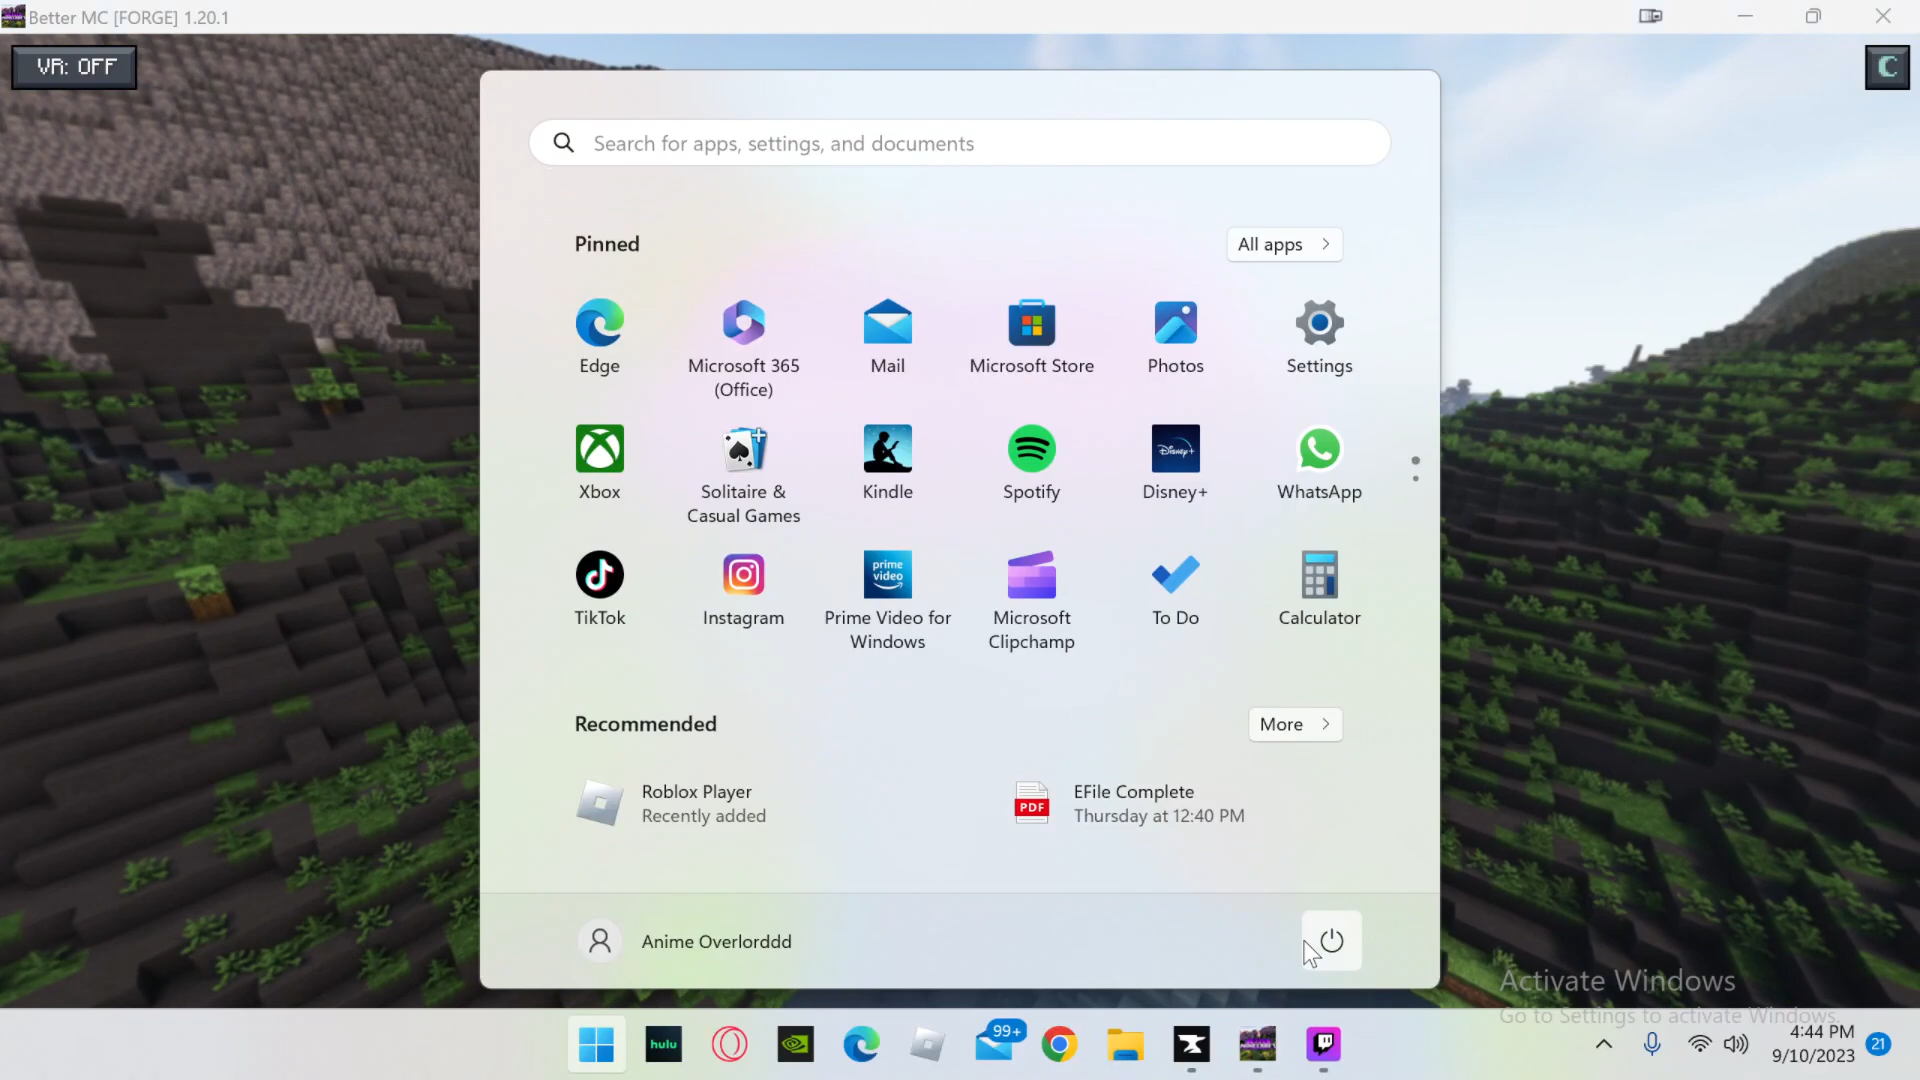 Better MC [FORGE] 1.20.1
VR: OFF
C
Search for apps, settings, and documents
Pinned
All apps
Edge
Microsoft 365
(Office)
Mail
Microsoft Store
Photos
Settings
Xbox
Solitaire &
Casual Games
Kindle
Spotify
Disney+
Disney+
WhatsApp
TikTok
Instagram
prime
video
Prime Video for
Windows
Microsoft
Clipchamp
To Do
Calculator
Recommended
More
Roblox Player
Recently added
PDF
EFile Complete
Thursday at 12:40 PM
Anime Overlorddd
Activate Windows
Go to Settings to activate Windows.
hulu
99+
4:44 PM
9/10/2023
21